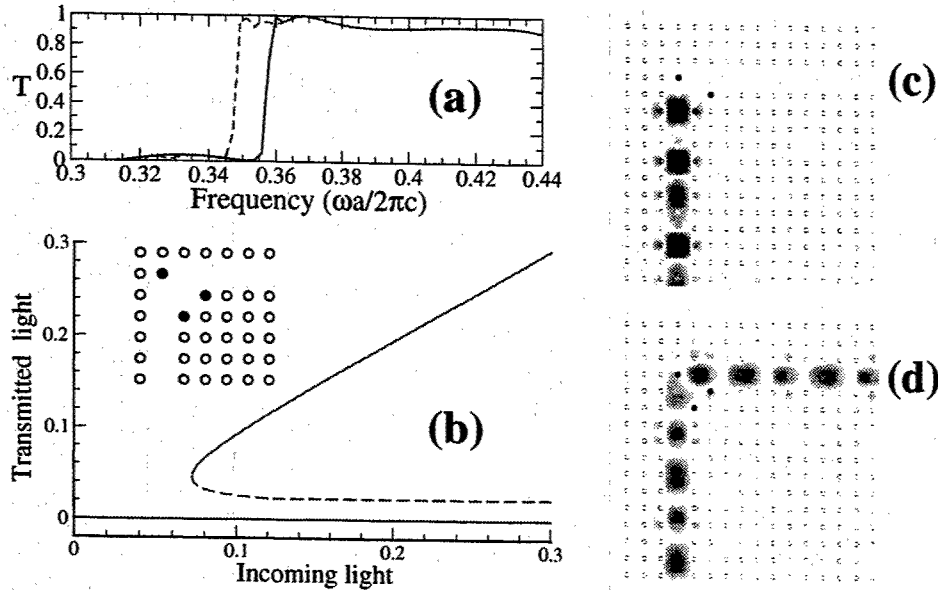 1
0.8
T
0.6
0.4
0.2
0
(a)
0.3 0.32 0.34 0.36 0.38 0.4 0.42 0.44
Frequency (ωa/2πc)
0.3
0.2
0.1
0
Transmitted light
(b)
0 0.1 0.2 0.3
Incoming light
(c)
(d)